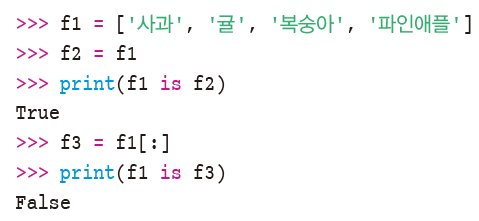 >>> f1 = ['사과', '귤', '복숭아', '파인애플']
>>> f2 = f1
>>> print(f1 is f2)
True
>>> f3 = f1[:]
>>> print(f1 is f3)
False